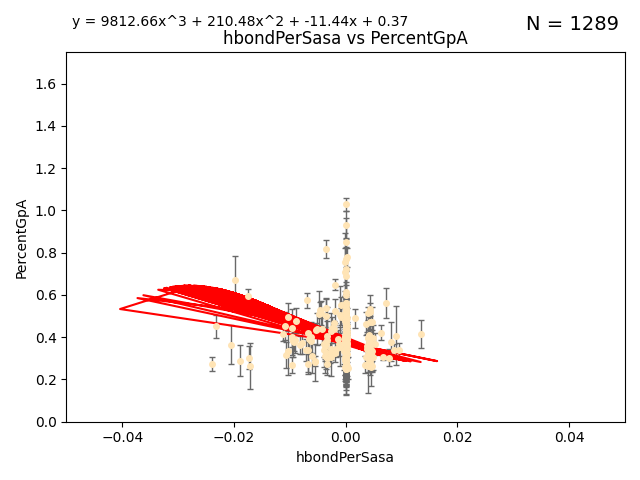 y = 9812.66x^3 + 210.48x^2 + -11.44x + 0.37
N = 1289
hbondPerSasa vs PercentGpA
1.6
1.4
1.2
1.0
0.8
0.6
0.4
0.2
0.0
PercentGpA
−0.04 −0.02 0.00 0.02 0.04
hbondPerSasa